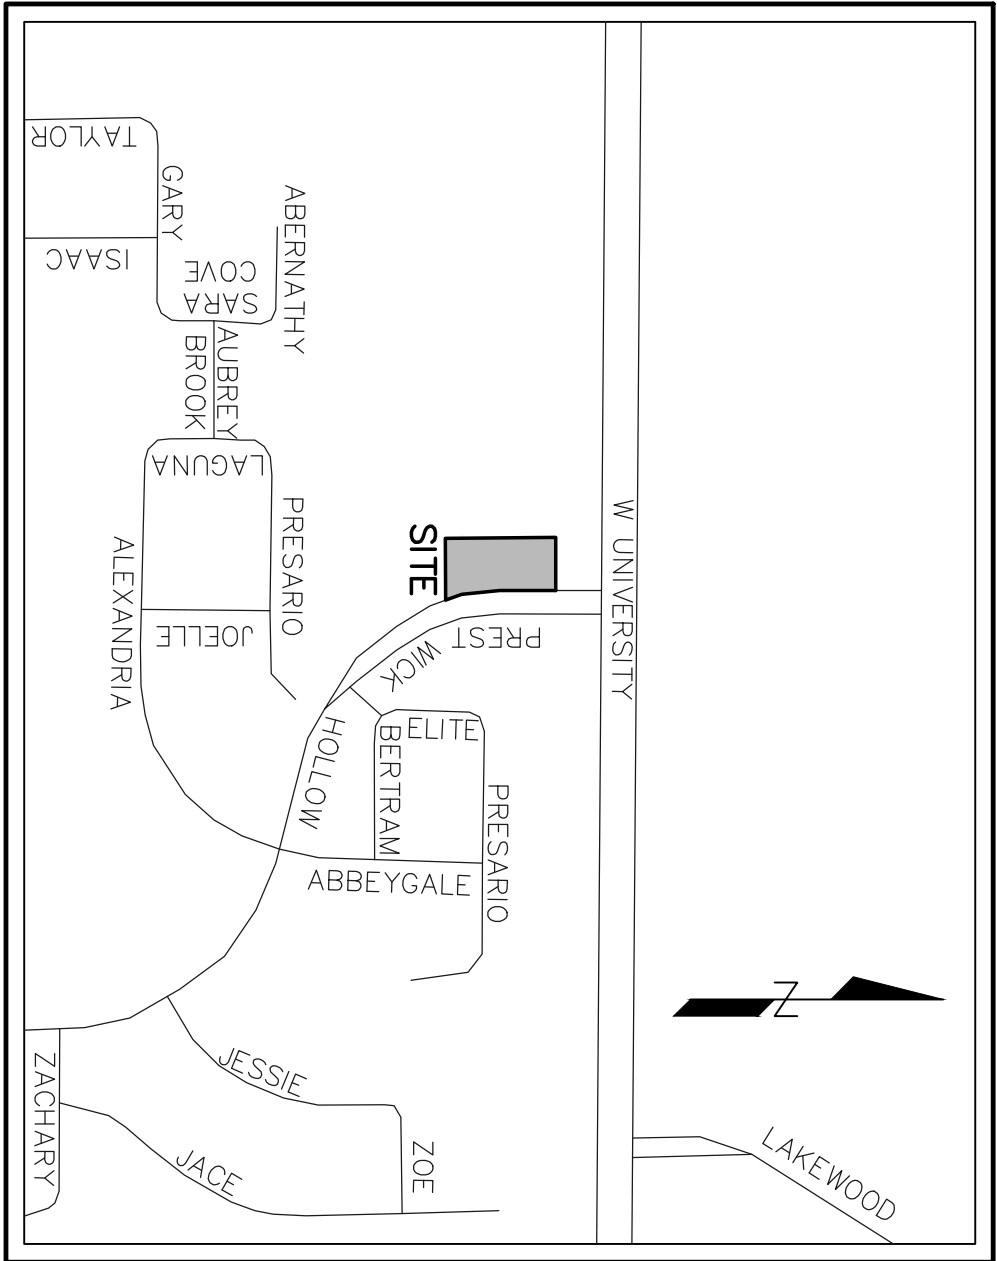 TAYLOR
GARY
ISAAC
ABERNATHY
SARA
COVE
AUBREY
BROOK
LAGUNA
PRESARIO
ALEXANDRIA
JOELLE
SITE
W UNIVERSITY
PREST
WICK
HOLLOW
ELITE
BERTRAM
PRESARIO
ABBEYGALE
N
JESSIE
ZACHARY
JACE
ZOE
LAKEWOOD